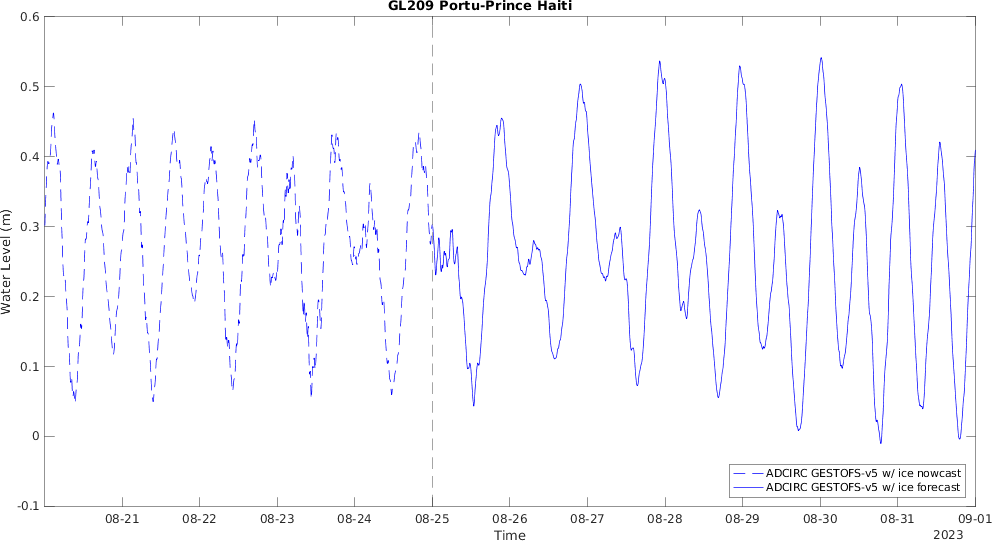 GL209 Portu-Prince Haiti
0.6
0.5
0.4
0.3
0.2
0.1
0
-0.1
Water Level (m)
ADCIRC GESTOFS-v5 w/ ice nowcast
ADCIRC GESTOFS-v5 w/ ice forecast
08-21 08-22 08-23 08-24 08-25 08-26 08-27 08-28 08-29 08-30 08-31 09-01
Time
2023